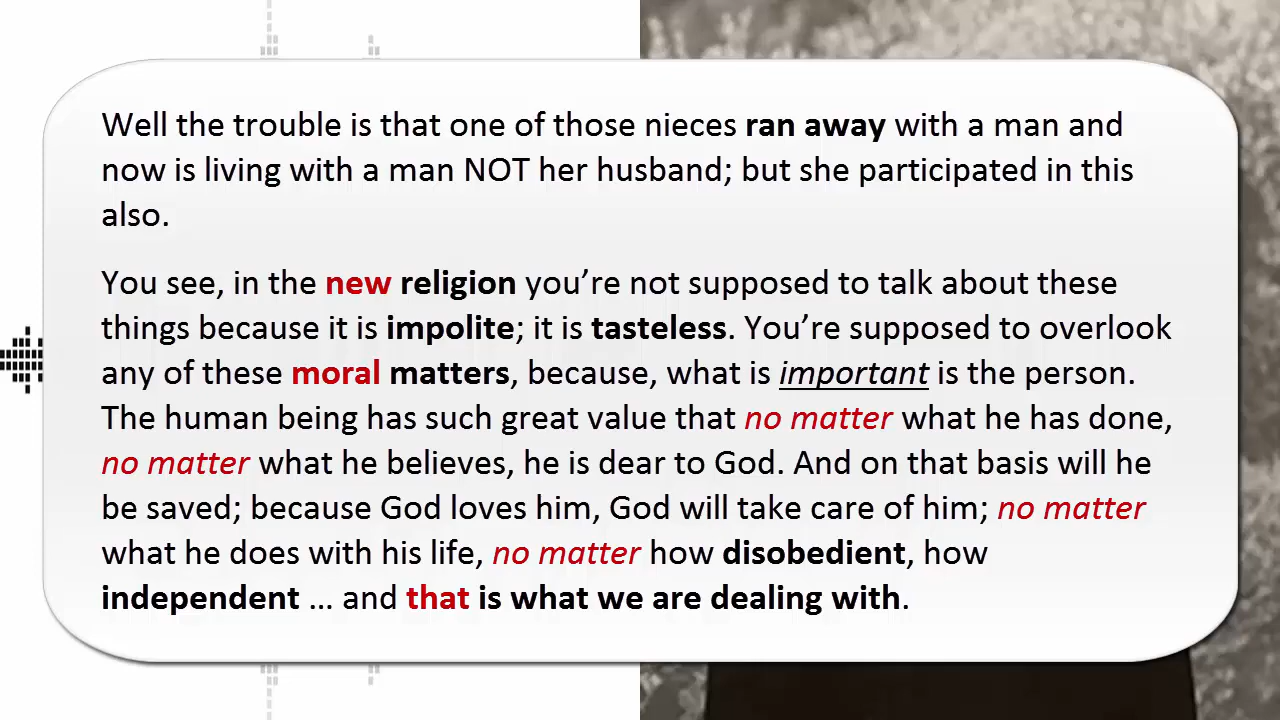 Well the trouble is that one of those nieces ran away with a man and
now is living with a man NOT her husband; but she participated in this
also.
You see, in the new religion you’re not supposed to talk about these
things because it is impolite; it is tasteless. You’re supposed to overlook
any of these moral matters, because, what is important is the person.
The human being has such great value that no matter what he has done,
no matter what he believes, he is dear to God. And on that basis will he
be saved; because God loves him, God will take care of him; no matter
what he does with his life, no matter how disobedient, how
independent … and that is what we are dealing with.